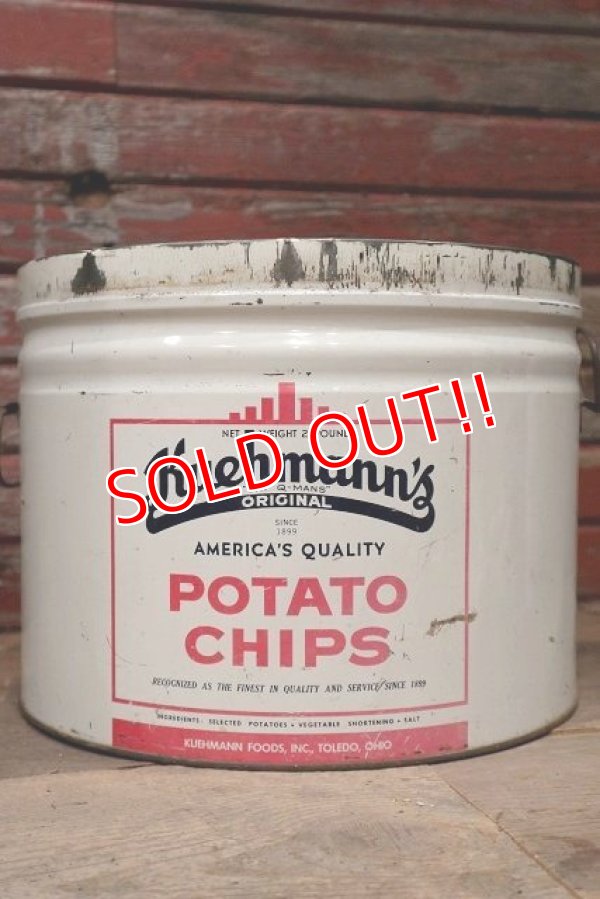 NET WEIGHT 2
Kuehmann's
Q-MANS"
ORIGINAL
SINCE
1899
AMERICA'S QUALITY
POTATO
CHIPS
RECOGNIZED AS THE FINEST IN QUALITY AND SERVICE SINCE 1899
INGREDIENTS: SELECTED POTATOES • VEGETABLE SHORTENING • SALT
KUEHMANN FOODS, INC., TOLEDO, OHIO
SOLD OUT!!